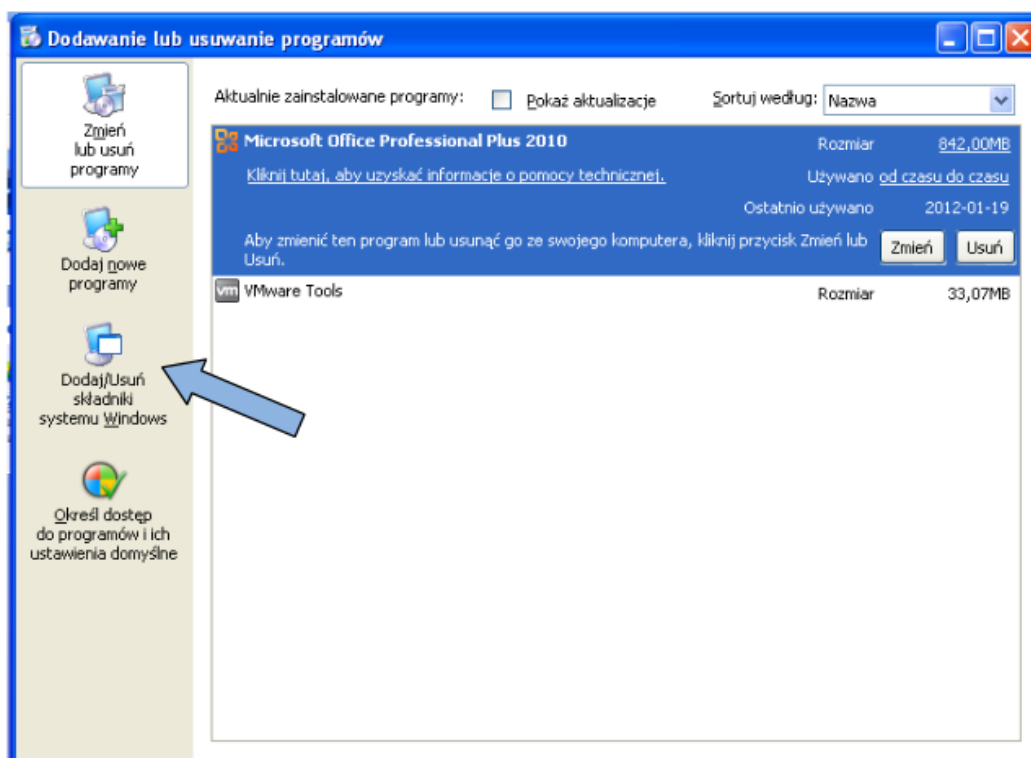 Dodawanie lub usuwanie programów
Zmień
lub usuń
programy
Dodaj nowe
programy
Dodaj/Usuń
składniki
systemu Windows
Określ dostęp
do programów i ich
ustawienia domyślne
Aktualnie zainstalowane programy: Pokaż aktualizacje Sortuj według: Nazwa
Microsoft Office Professional Plus 2010 Rozmiar 842,00MB
Kliknij tutaj, aby uzyskać informacje o pomocy technicznej. Używano od czasu do czasu
Ostatnio używano 2012-01-19
Aby zmienić ten program lub usunąć go ze swojego komputera, kliknij przycisk Zmień lub
Usuń. Zmień Usuń
vm VMware Tools Rozmiar 33,07MB